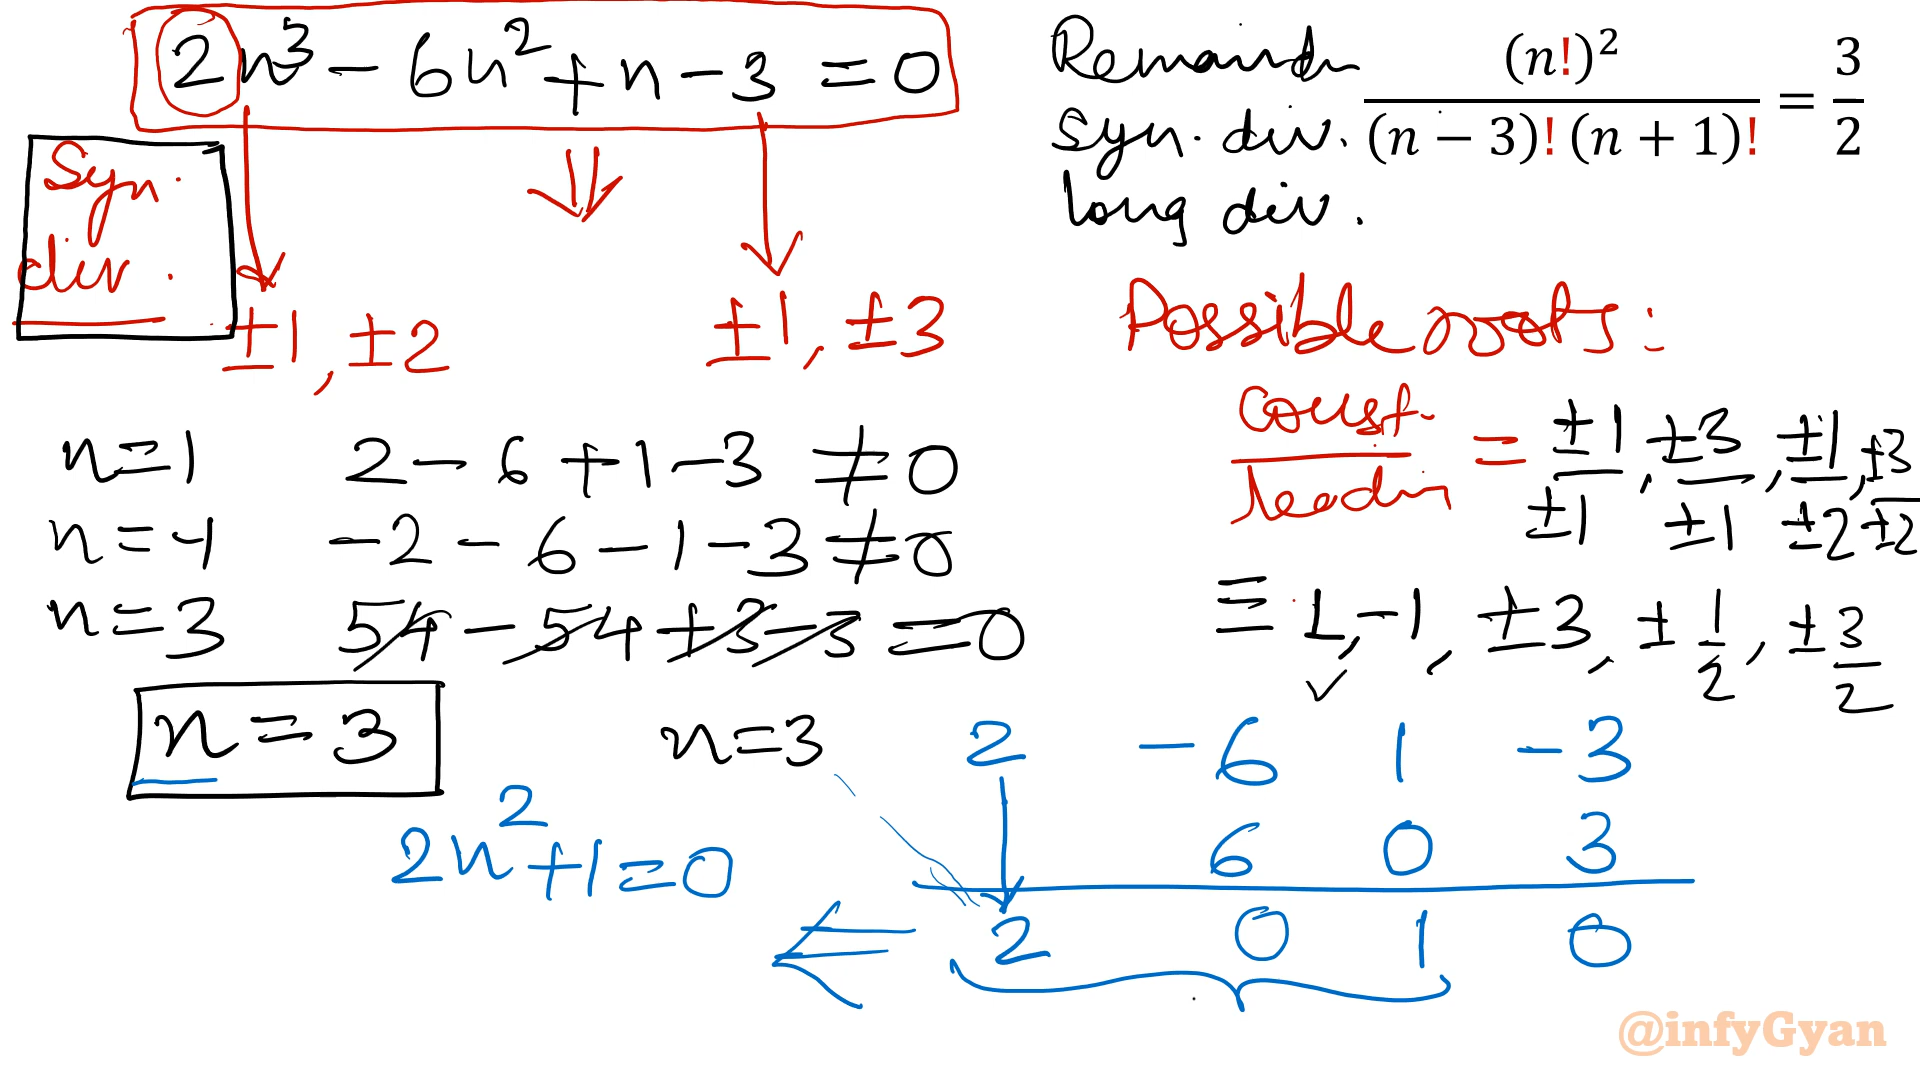 2n³ − 6n² + n − 3 = 0
Syn.
div.
±1, ±2
±1, ±3
syn. div.
long div.
(n!)² / (n − 3)! (n + 1)! = 3/2
Possible roots:
const. / = ±1/±1, ±3/±1, ±1/±2, ±3/±2
≡ 1, −1, ±3, ±1/2, ±3/2
n = 1 2 − 6 + 1 − 3 ≠ 0
n = −1 −2 − 6 − 1 − 3 ≠ 0
n = 3 54 − 54 + 3 − 3 = 0
n = 3
n = 3 2 −6 1 −3
6 0 3
2 0 1 0
2n² + 1 = 0
@infyGyan